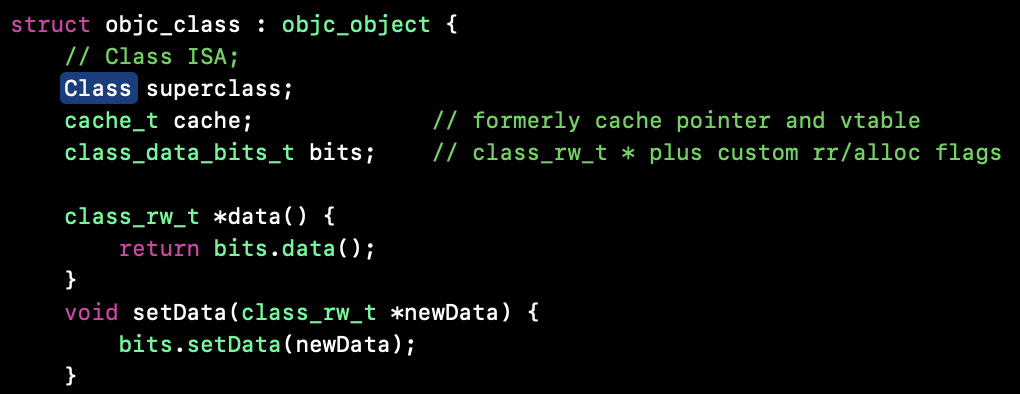 struct objc_class : objc_object {
    // Class ISA;
    Class superclass;
    cache_t cache;             // formerly cache pointer and vtable
    class_data_bits_t bits;    // class_rw_t * plus custom rr/alloc flags

    class_rw_t *data() {
        return bits.data();
    }
    void setData(class_rw_t *newData) {
        bits.setData(newData);
    }